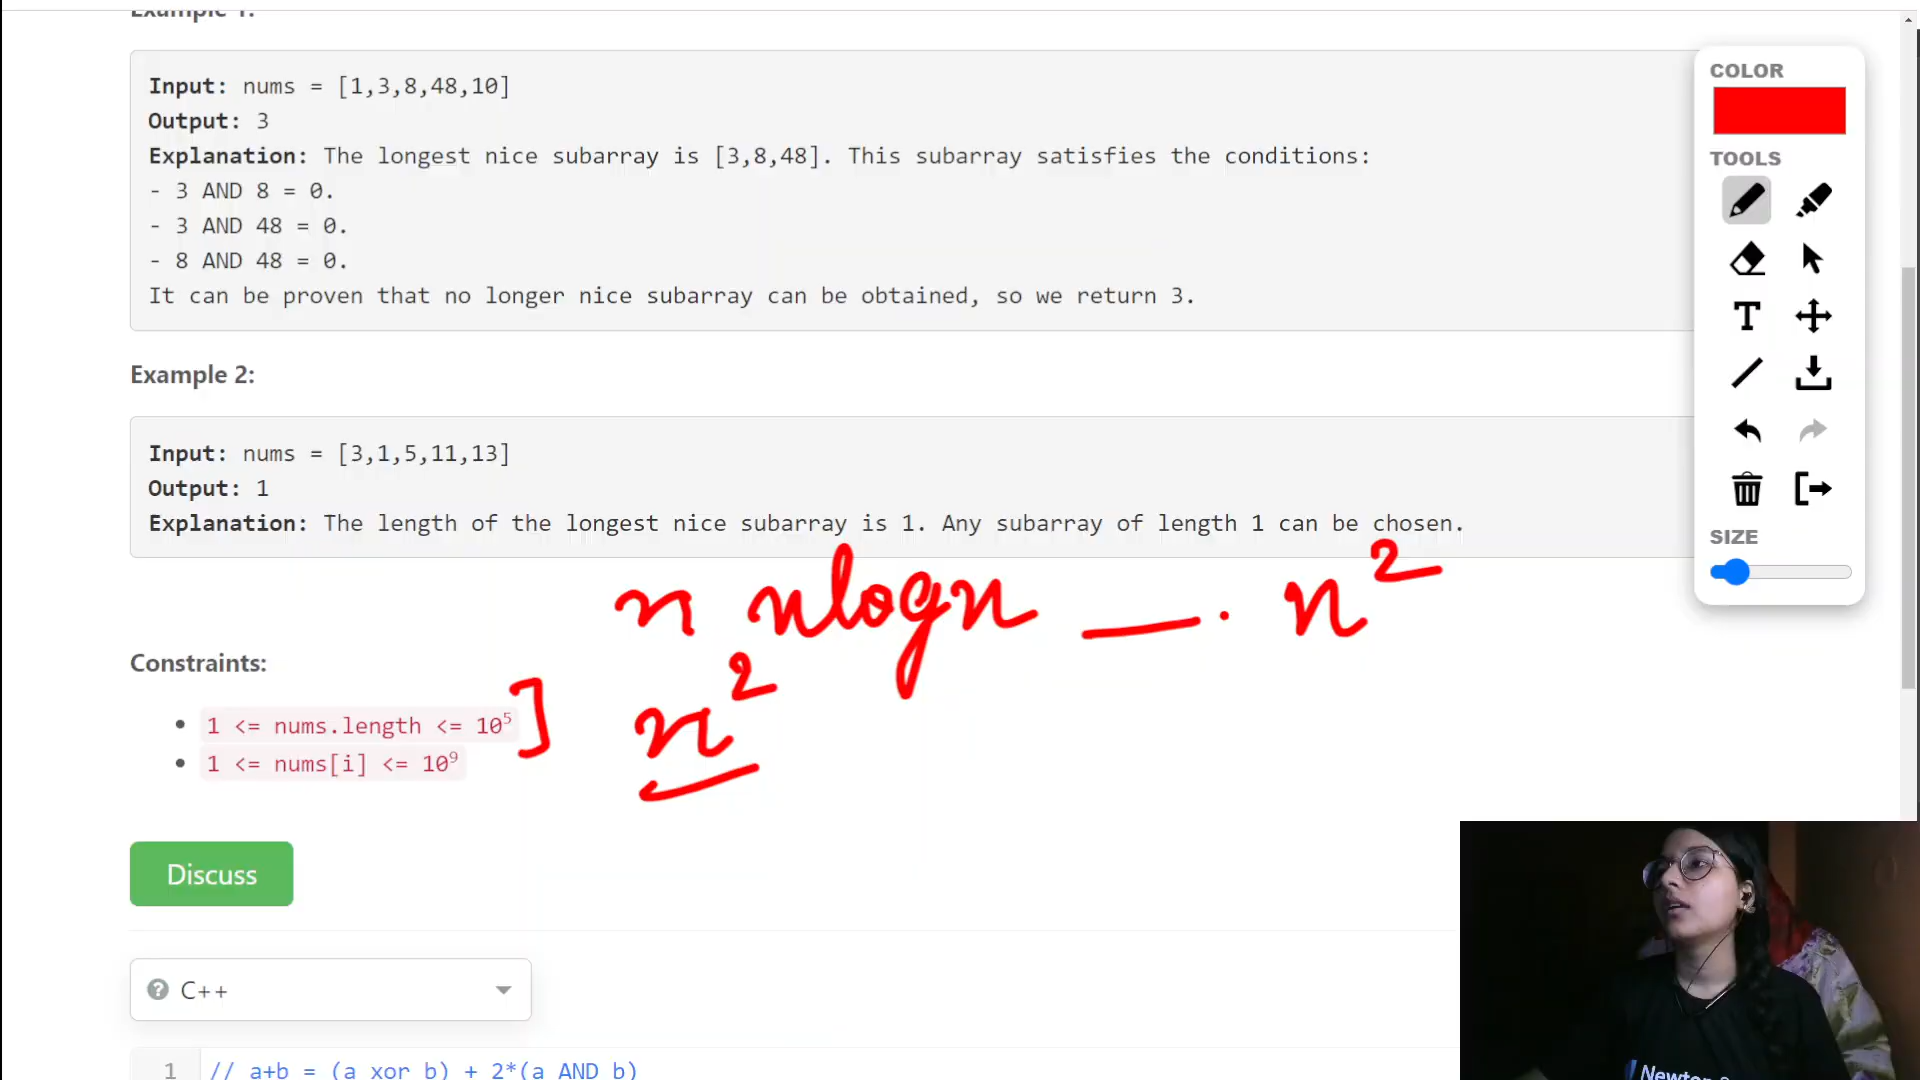 Example 1:
COLOR
Input: nums = [1,3,8,48,10]
Output: 3
TOOLS
Explanation: The longest nice subarray is [3,8,48]. This subarray satisfies the conditions:
- 3 AND 8 = 0.
- 3 AND 48 = 0.
- 8 AND 48 = 0.
It can be proven that no longer nice subarray can be obtained, so we return 3.
Example 2:
Input: nums = [3,1,5,11,13]
Output: 1
Explanation: The length of the longest nice subarray is 1. Any subarray of length 1 can be chosen.
SIZE
n nlogn —. n²
Constraints:
1 <= nums.length <= 10⁵ ] n²
1 <= nums[i] <= 10⁹
Discuss
? C++
1 // a+b = (a xor b) + 2*(a AND b)